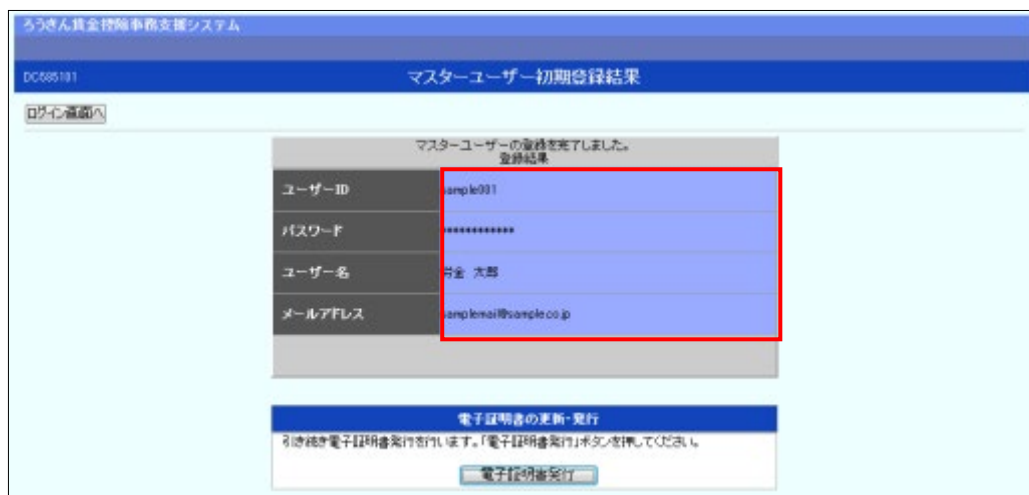 ろうきん賃金控除事務支援システム
DC585101
マスターユーザー初期登録結果
ログイン画面へ
マスターユーザーの登録を完了しました。
登録結果
ユーザーID
sample001
パスワード
************
ユーザー名
労金 太郎
メールアドレス
samplemail@sample.co.jp
電子証明書の更新・発行
引き続き電子証明書発行を行います。「電子証明書発行」ボタンを押してください。
電子証明書発行